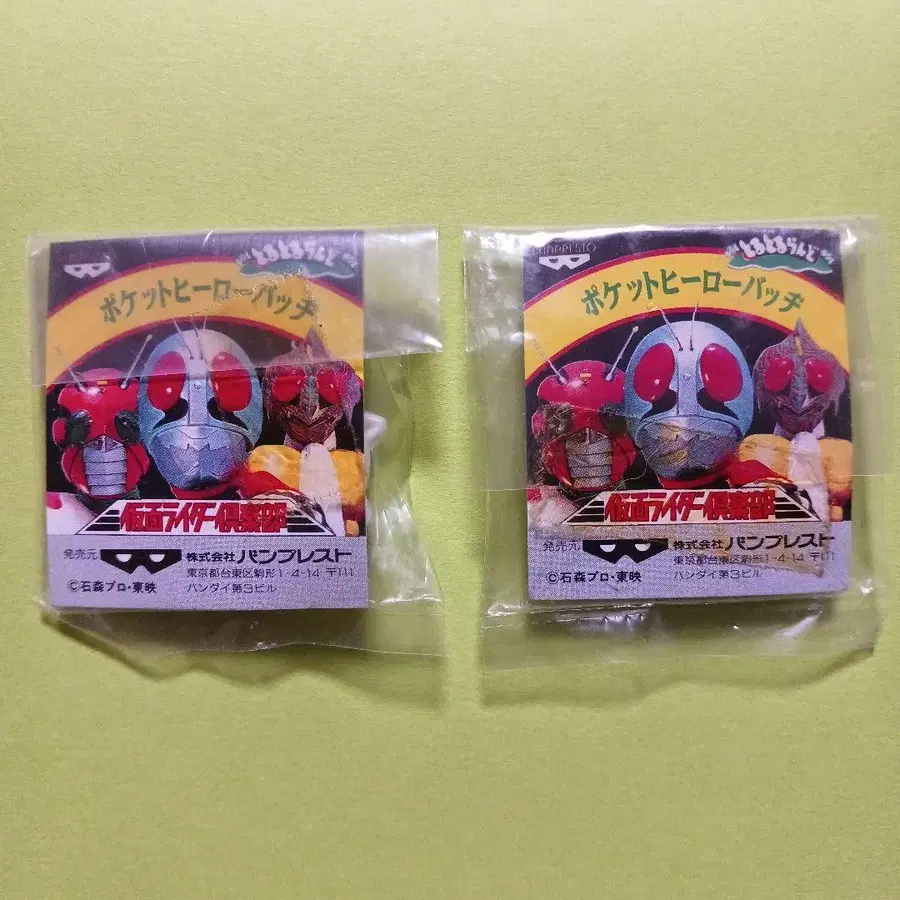 とるとるらんど
ポケットヒーローバッヂ
仮面ライダー倶楽部
発売元
株式会社 バンプレスト
東京都台東区駒形1-4-14 〒111
©石森プロ・東映
バンダイ第3ビル
BANPRESTO
とるとるらんど
ポケットヒーローバッヂ
仮面ライダー倶楽部
発売元
株式会社 バンプレスト
東京都台東区駒形1-4-14 〒111
©石森プロ・東映
バンダイ第3ビル